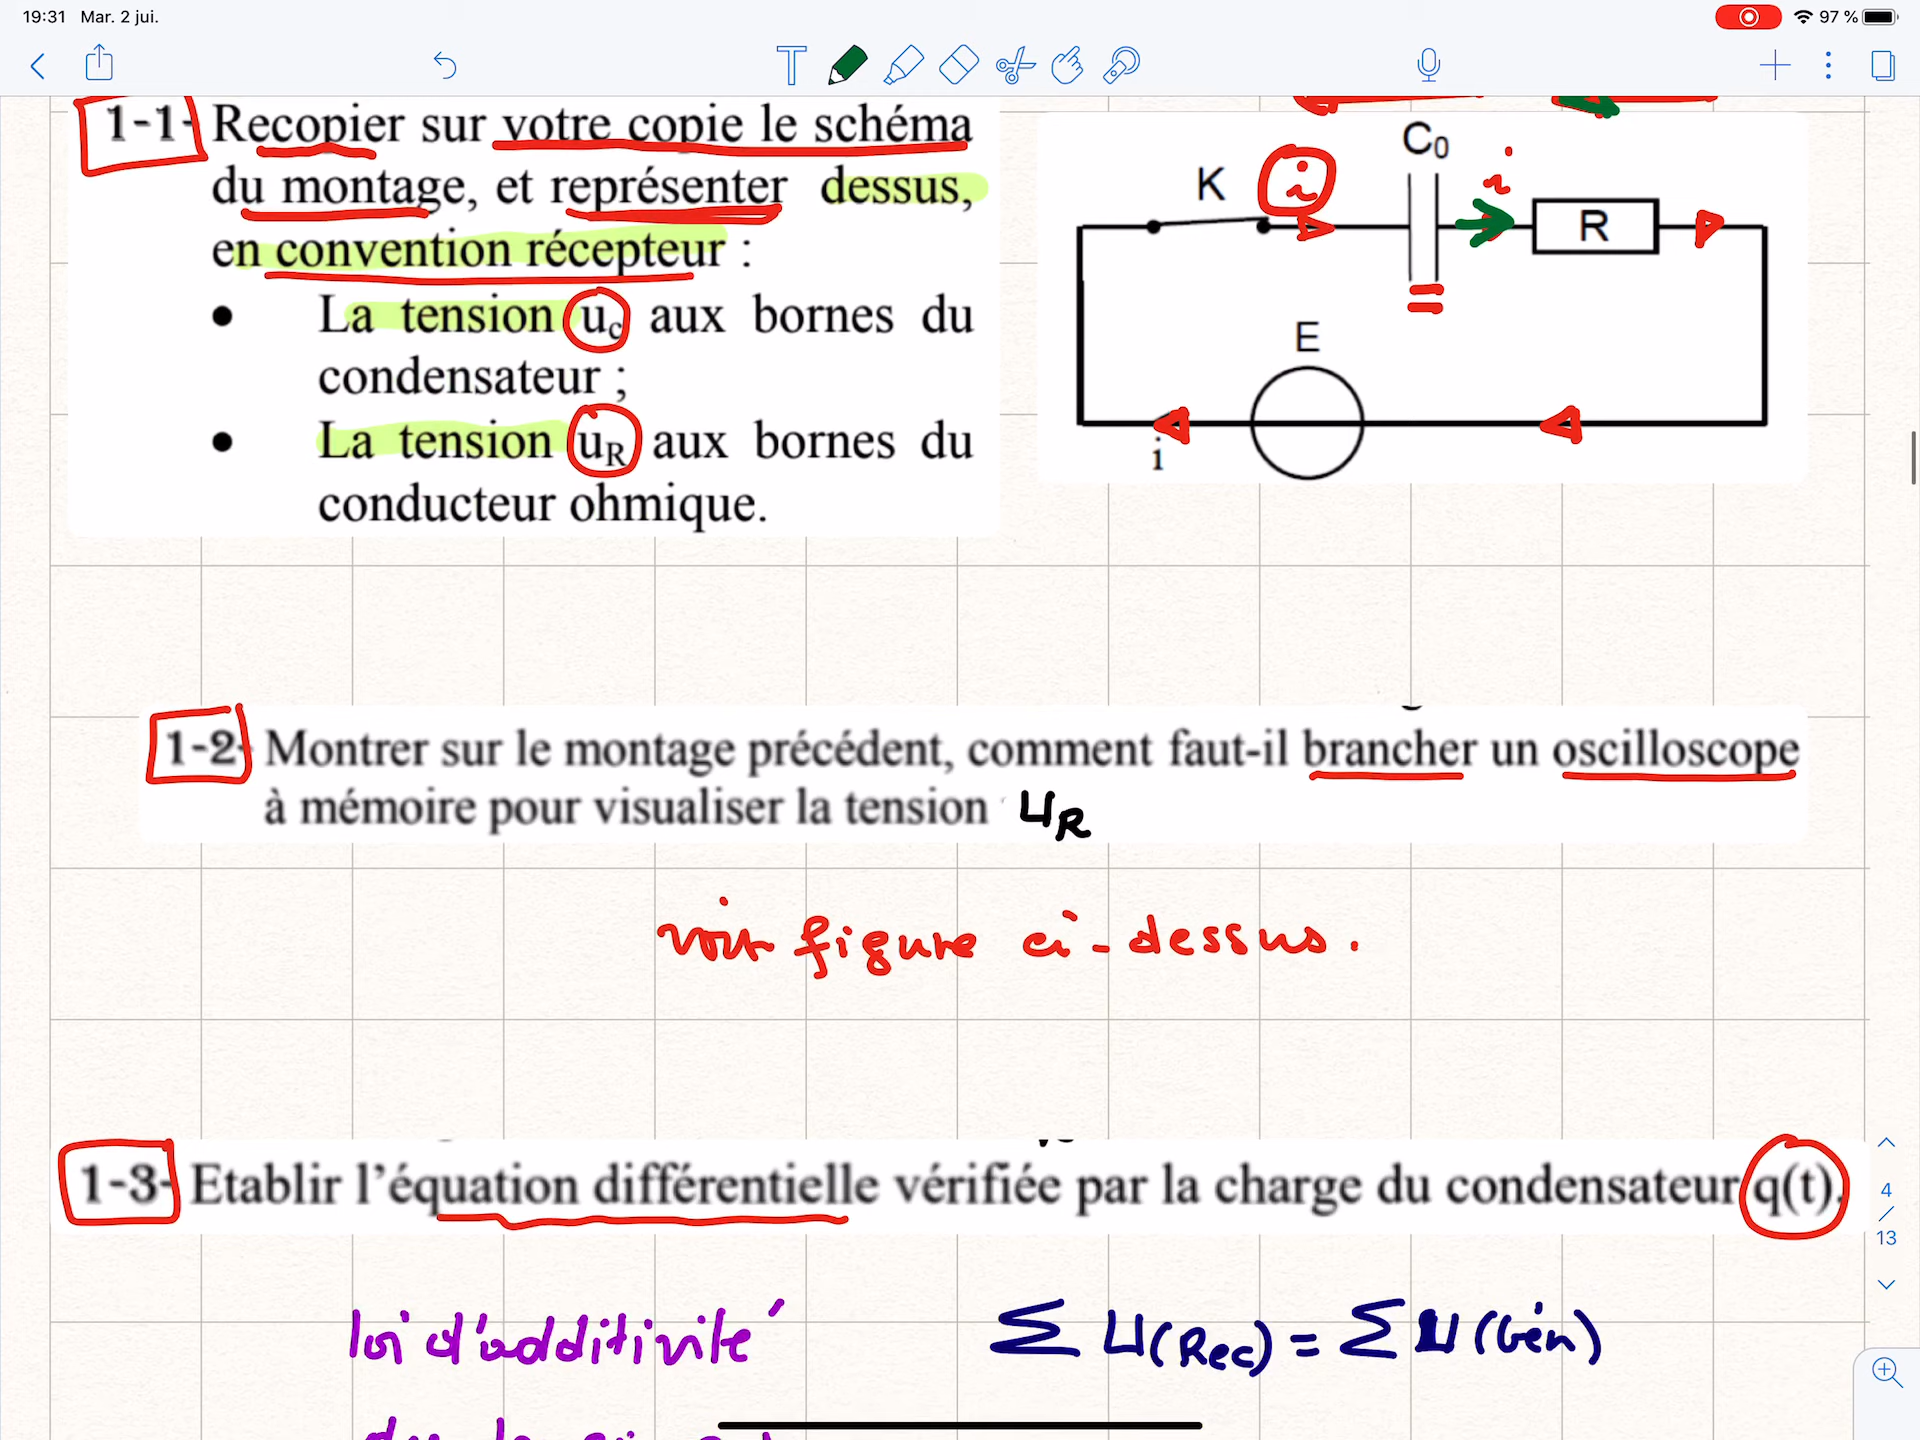 19:31 Mar. 2 jui.
97 %
1-1- Recopier sur votre copie le schéma
du montage, et représenter dessus,
en convention récepteur :
• La tension uc aux bornes du
condensateur ;
• La tension uR aux bornes du
conducteur ohmique.
C0
K
i
i
R
E
i
1-2- Montrer sur le montage précédent, comment faut-il brancher un oscilloscope
à mémoire pour visualiser la tension uR
voir figure ci-dessus.
1-3- Etablir l'équation différentielle vérifiée par la charge du condensateur q(t).
4
/
13
loi d'additivité
Σ U(Rec) = Σ U(Gén)